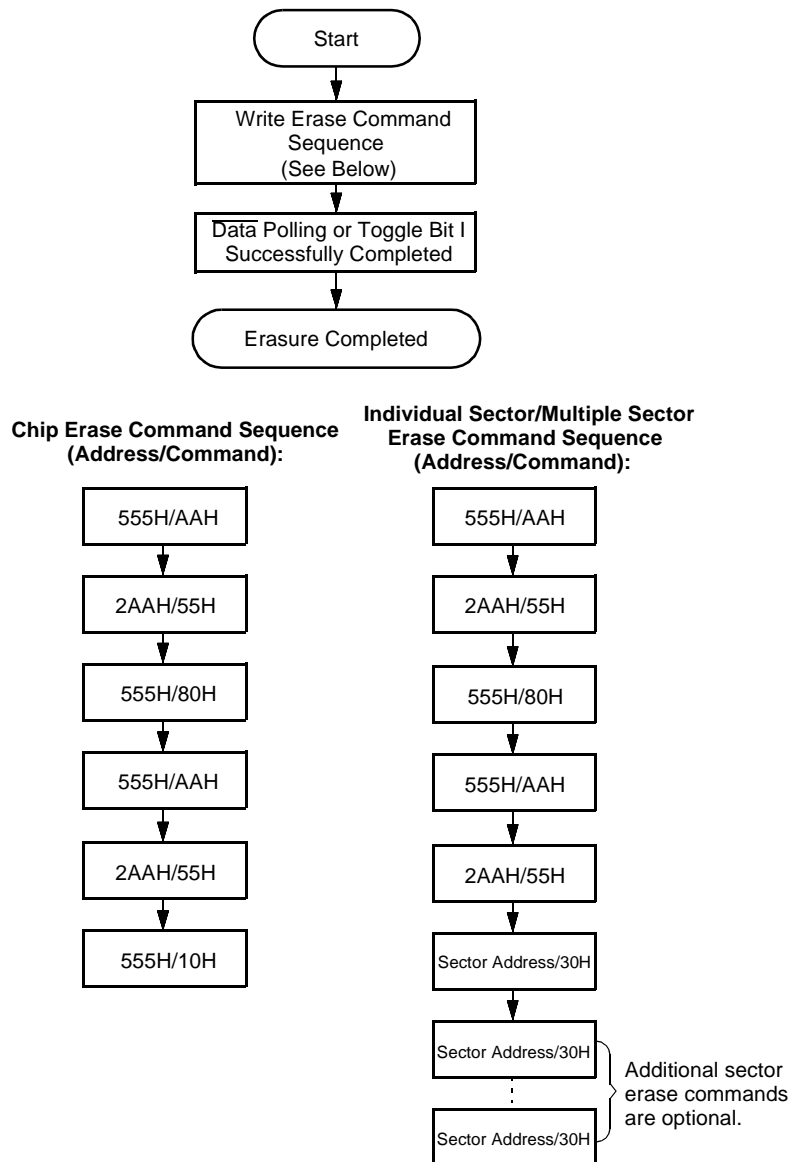 Start
Write Erase Command
Sequence
(See Below)
Data Polling or Toggle Bit I
Successfully Completed
Erasure Completed
Chip Erase Command Sequence
(Address/Command):
555H/AAH
2AAH/55H
555H/80H
555H/AAH
2AAH/55H
555H/10H
Individual Sector/Multiple Sector
Erase Command Sequence
(Address/Command):
555H/AAH
2AAH/55H
555H/80H
555H/AAH
2AAH/55H
Sector Address/30H
Sector Address/30H
Sector Address/30H
Additional sector
erase commands
are optional.